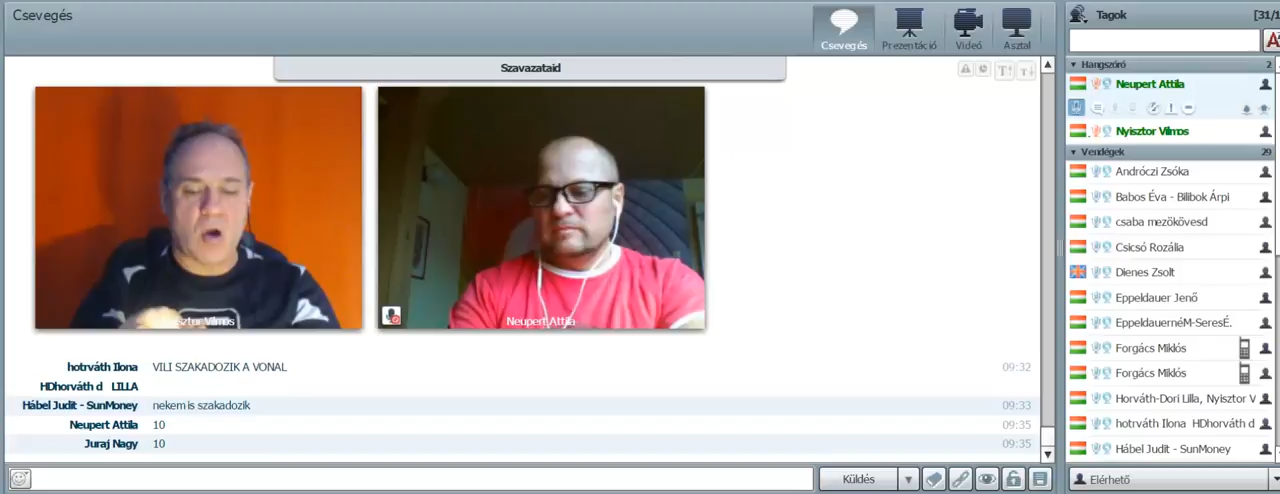 Csevegés
Csevegés
Prezentáció
Videó
Asztal
Tagok
Szavazataid
Hangszóró 2
Neupert Attila
Nyisztor Vilmos
Vendégek 29
Andróczi Zsóka
Babos Éva - Bilibok Árpi
csaba mezőkövesd
Csicsó Rozália
Dienes Zsolt
Eppeldauer Jenő
EppeldauernéM-SeresÉ.
Forgács Miklós
Forgács Miklós
Horváth-Dori Lilla, Nyisztor V
hotrváth Ilona HDhorváth d
Hábel Judit - SunMoney
Neupert Attila
hotrváth Ilona VILI SZAKADOZIK A VONAL 09:32
HDhorváth d LILLA
Hábel Judit - SunMoney nekem is szakadozik 09:33
Neupert Attila 10 09:35
Juraj Nagy 10 09:35
Küldés
Elérhető